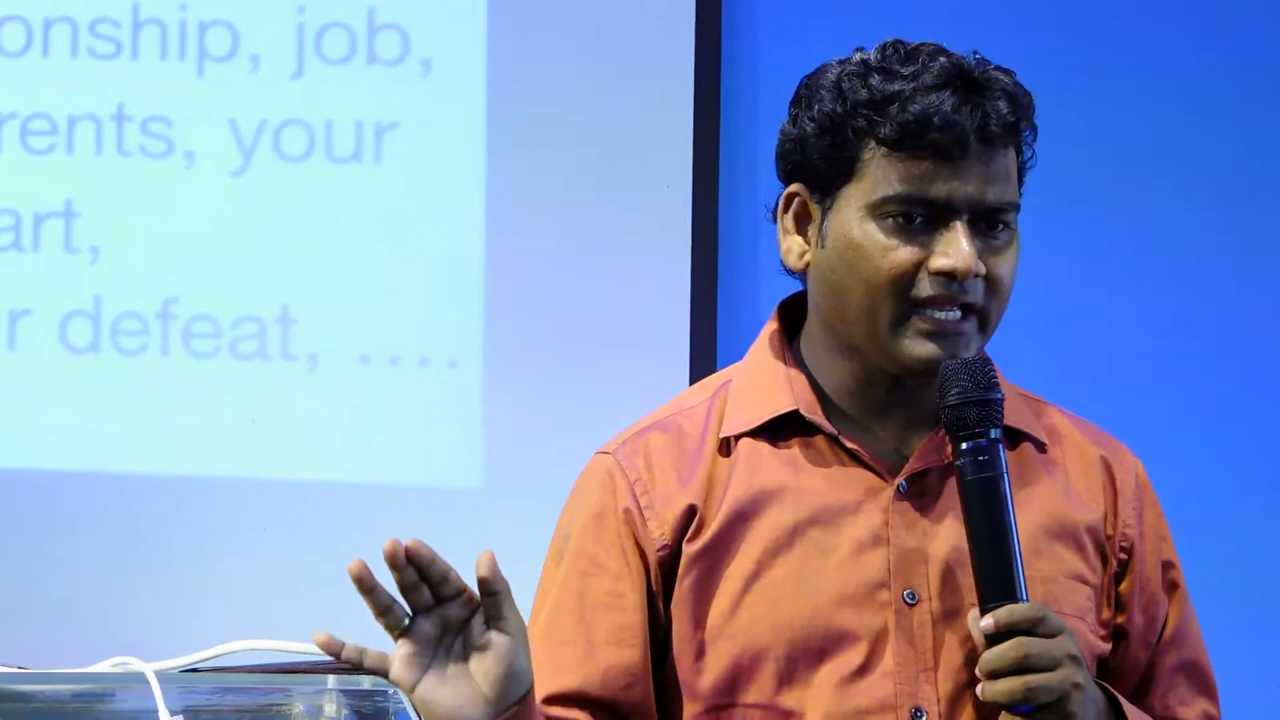 onship, job,
rents, your
art,
r defeat, ....